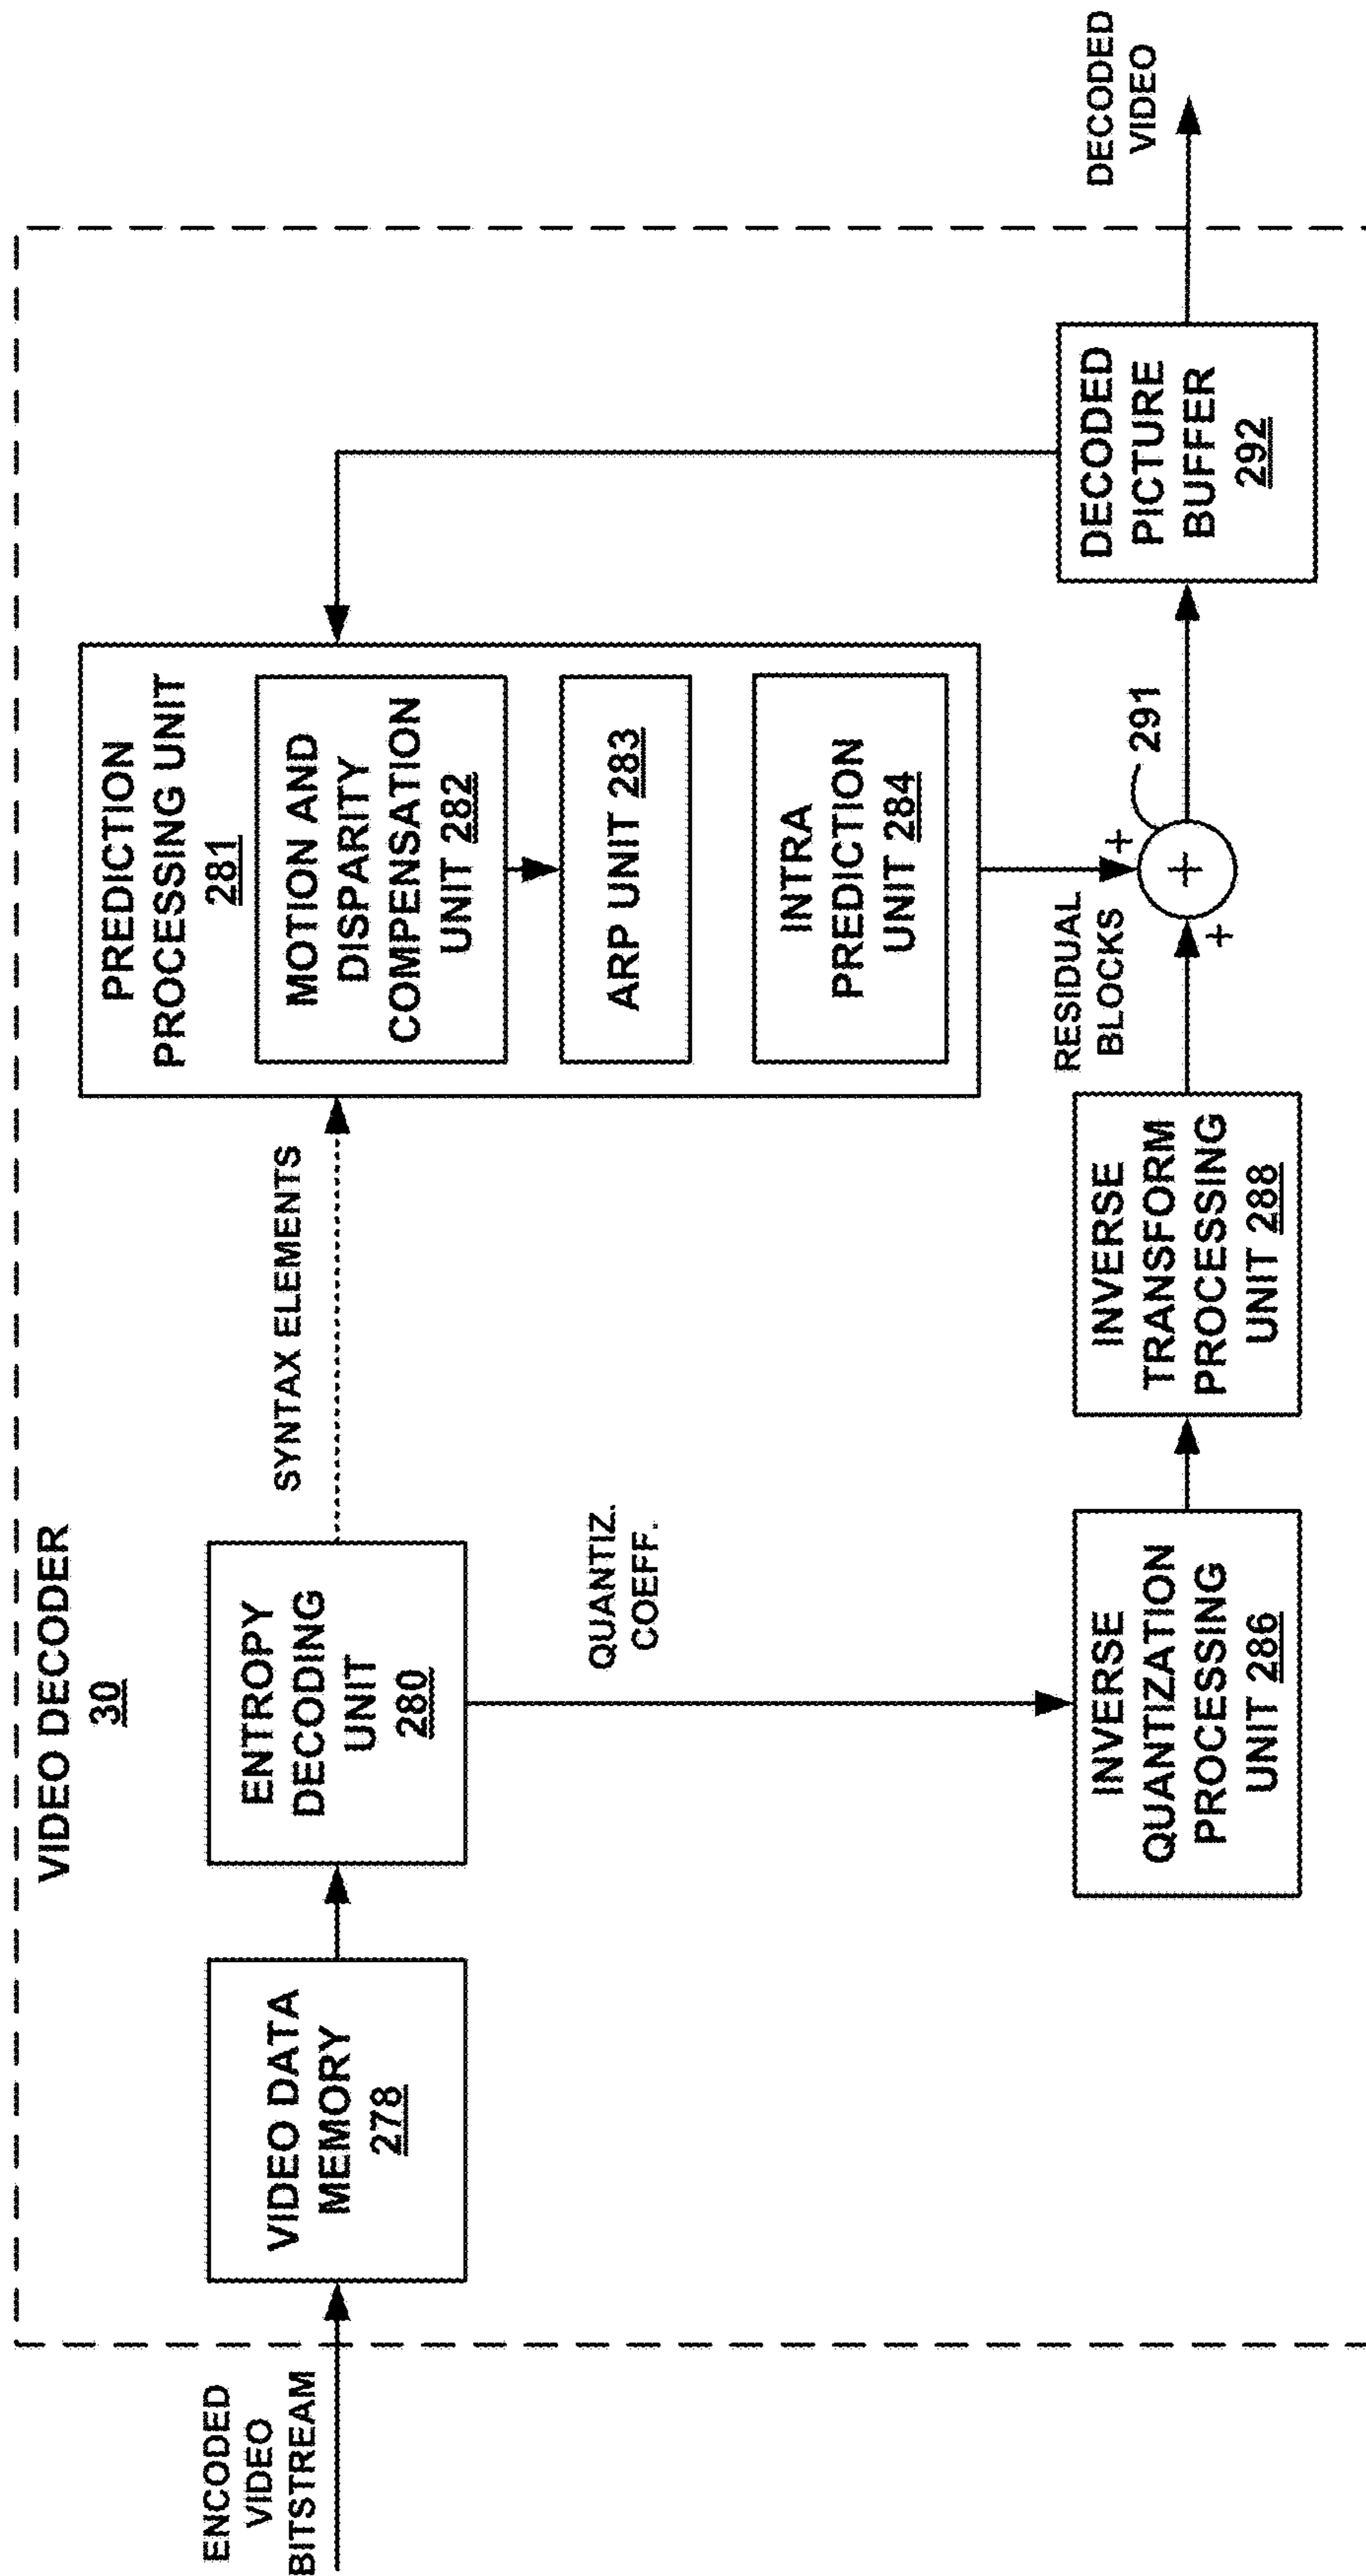 VIDEO DECODER
30
ENCODED
VIDEO
BITSTREAM
VIDEO DATA
MEMORY
278
ENTROPY
DECODING
UNIT
280
SYNTAX ELEMENTS
PREDICTION
PROCESSING UNIT
281
MOTION AND
DISPARITY
COMPENSATION
UNIT 282
ARP UNIT 283
INTRA
PREDICTION
UNIT 284
QUANTIZ.
COEFF.
INVERSE
QUANTIZATION
PROCESSING
UNIT 286
INVERSE
TRANSFORM
PROCESSING
UNIT 288
RESIDUAL
BLOCKS
+
+
+
291
DECODED
PICTURE
BUFFER
292
DECODED
VIDEO